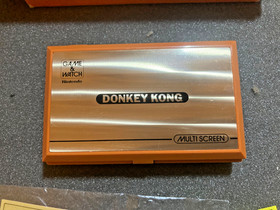 GAME
&
WATCH
Nintendo
DONKEY KONG
MULTI SCREEN